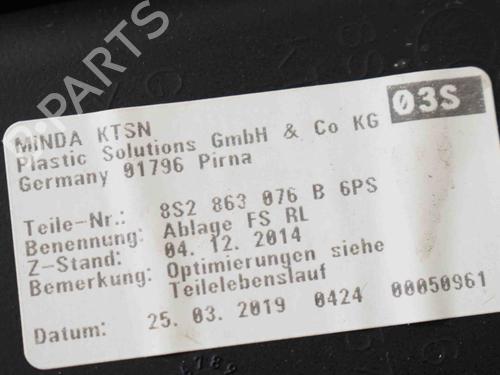 B-PARTS
MINDA KTSN
Plastic Solutions GmbH & Co KG
03S
Germany 01796 Pirna
Teile-Nr.: 8S2 863 076 B 6PS
Benennung: Ablage FS RL
Z-Stand: 04. 12. 2014
Bemerkung: Optimierungen siehe
Teilelebenslauf
Datum: 25. 03. 2019 0424 00050961